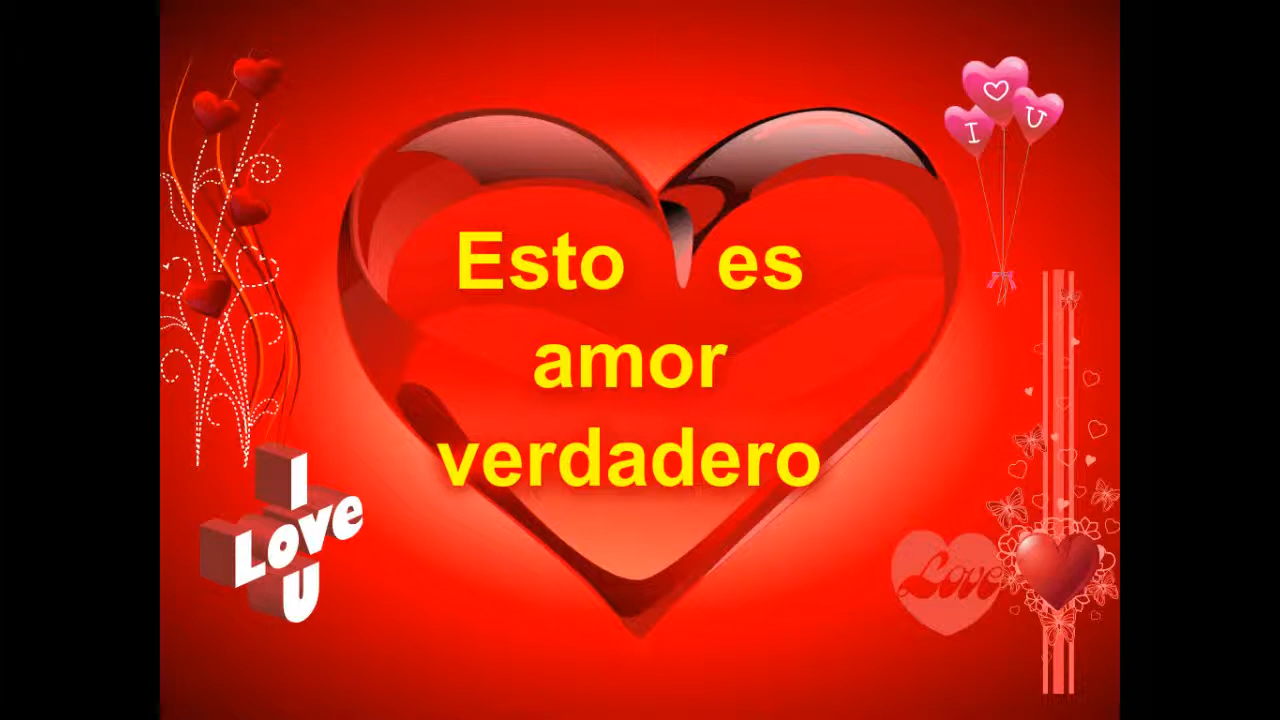 I ♡ U
Esto es
amor
verdadero
I
Love
U
Love